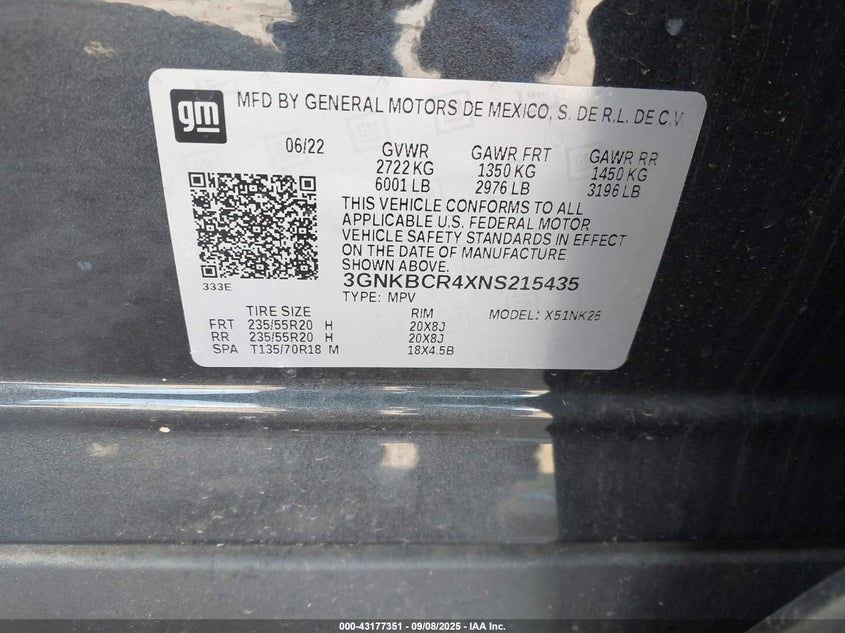 gm
MFD BY GENERAL MOTORS DE MEXICO, S. DE R.L. DE C.V.
06/22 GVWR GAWR FRT GAWR RR
2722 KG 1350 KG 1450 KG
6001 LB 2976 LB 3196 LB
THIS VEHICLE CONFORMS TO ALL
APPLICABLE U.S. FEDERAL MOTOR
VEHICLE SAFETY STANDARDS IN EFFECT
ON THE DATE OF MANUFACTURE
SHOWN ABOVE.
333E
3GNKBCR4XNS215435
TYPE: MPV
TIRE SIZE RIM MODEL: X51NK26
FRT 235/55R20 H 20X8J
RR 235/55R20 H 20X8J
SPA T135/70R18 M 18X4.5B
000-43177351 | 09/08/2025 | IAA Inc.